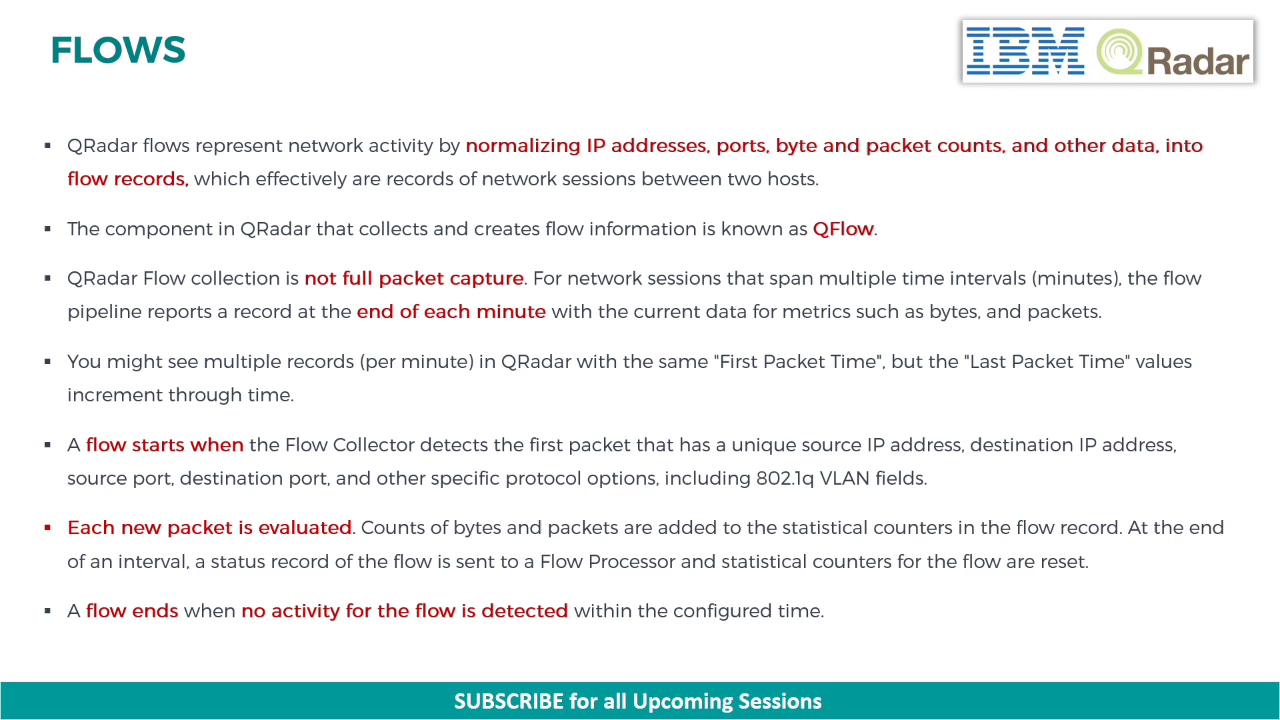 FLOWS
IBM QRadar
▪ QRadar flows represent network activity by normalizing IP addresses, ports, byte and packet counts, and other data, into
flow records, which effectively are records of network sessions between two hosts.
▪ The component in QRadar that collects and creates flow information is known as QFlow.
▪ QRadar Flow collection is not full packet capture. For network sessions that span multiple time intervals (minutes), the flow
pipeline reports a record at the end of each minute with the current data for metrics such as bytes, and packets.
▪ You might see multiple records (per minute) in QRadar with the same "First Packet Time", but the "Last Packet Time" values
increment through time.
▪ A flow starts when the Flow Collector detects the first packet that has a unique source IP address, destination IP address,
source port, destination port, and other specific protocol options, including 802.1q VLAN fields.
▪ Each new packet is evaluated. Counts of bytes and packets are added to the statistical counters in the flow record. At the end
of an interval, a status record of the flow is sent to a Flow Processor and statistical counters for the flow are reset.
▪ A flow ends when no activity for the flow is detected within the configured time.
SUBSCRIBE for all Upcoming Sessions